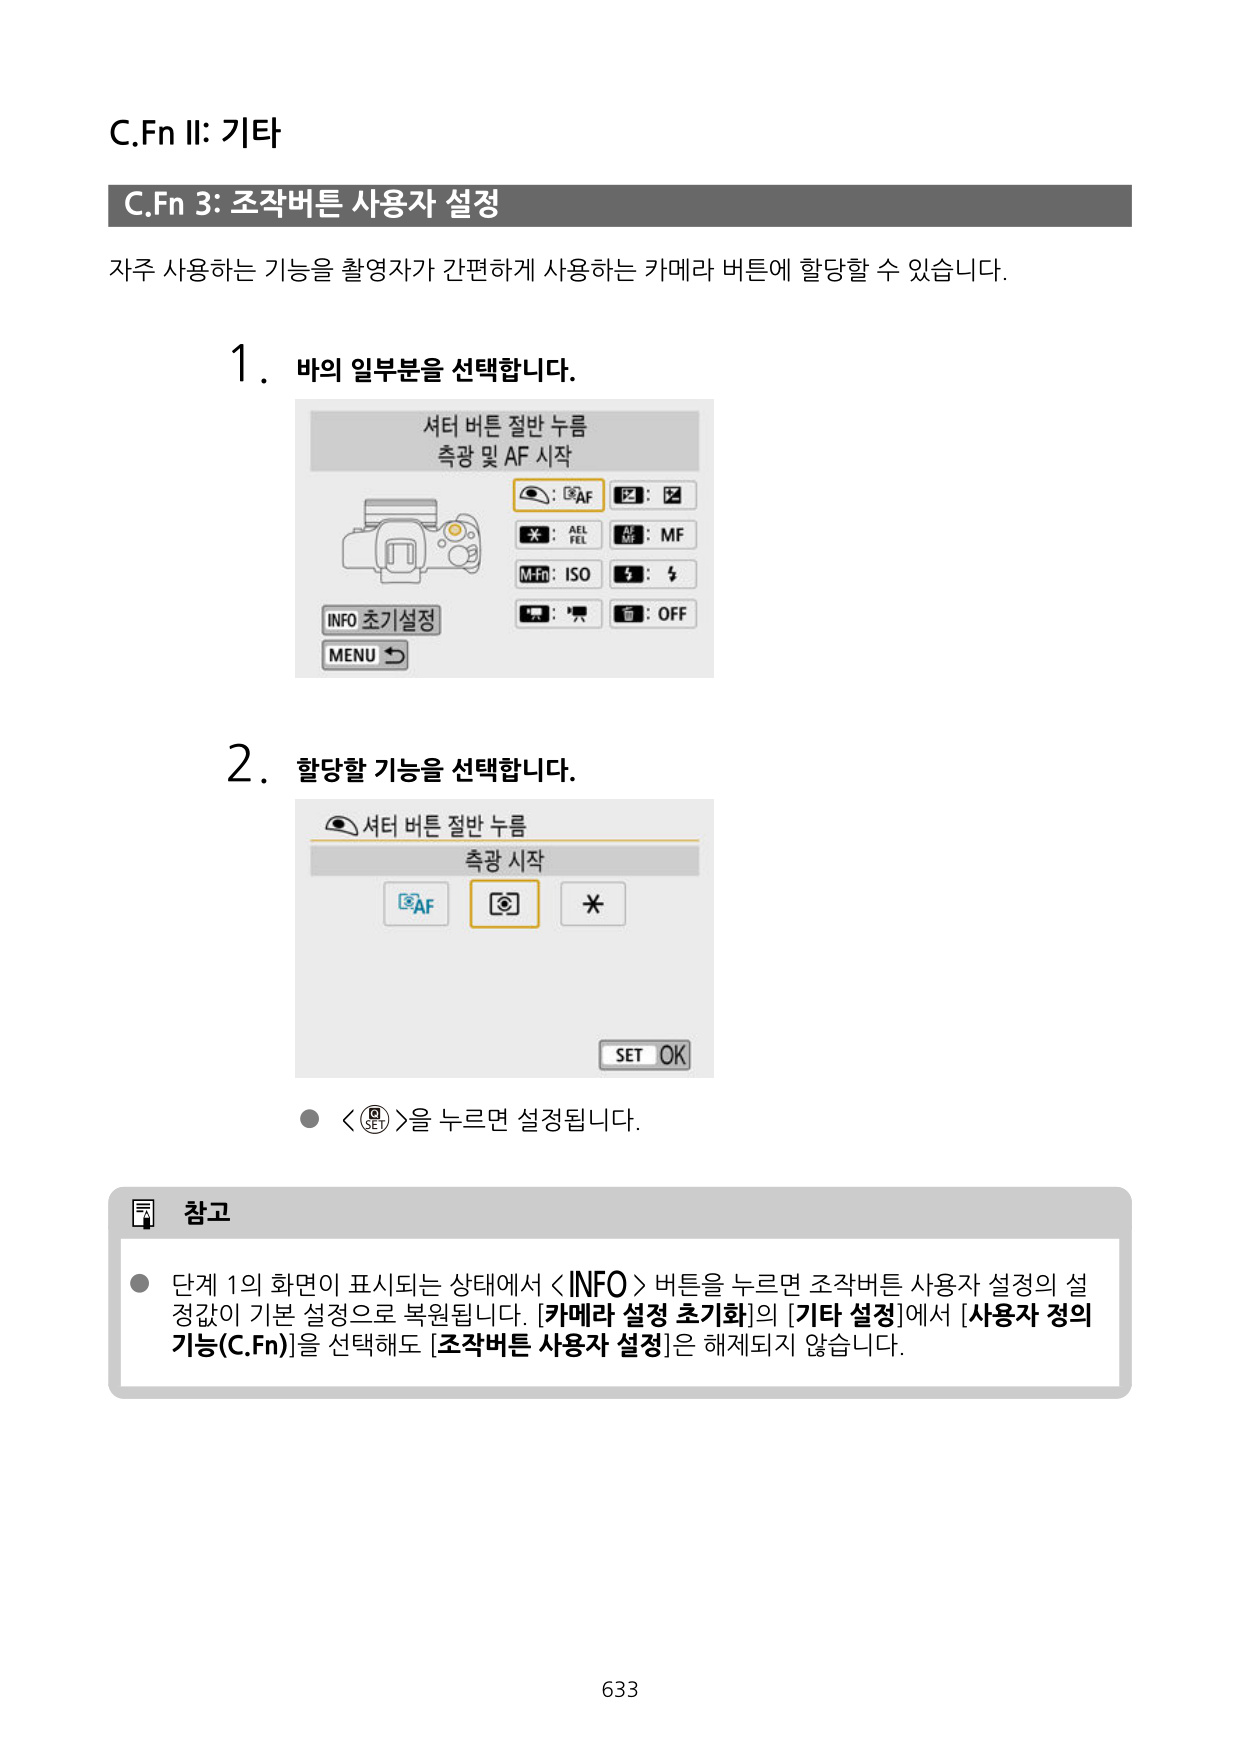 C.Fn II: 기타
C.Fn 3: 조작버튼 사용자 설정
자주 사용하는 기능을 촬영자가 간편하게 사용하는 카메라 버튼에 할당할 수 있습니다.
1. 바의 일부분을 선택합니다.
셔터 버튼 절반 누름
측광 및 AF 시작
: AF : 
: AEL FEL AF MF : MF
M-Fn : ISO : 
: : OFF
INFO 초기설정
MENU
2. 할당할 기능을 선택합니다.
셔터 버튼 절반 누름
측광 시작
AF
SET OK
● < Q SET >을 누르면 설정됩니다.
참고
● 단계 1의 화면이 표시되는 상태에서 < INFO > 버튼을 누르면 조작버튼 사용자 설정의 설
정값이 기본 설정으로 복원됩니다. [카메라 설정 초기화]의 [기타 설정]에서 [사용자 정의
기능(C.Fn)]을 선택해도 [조작버튼 사용자 설정]은 해제되지 않습니다.
633